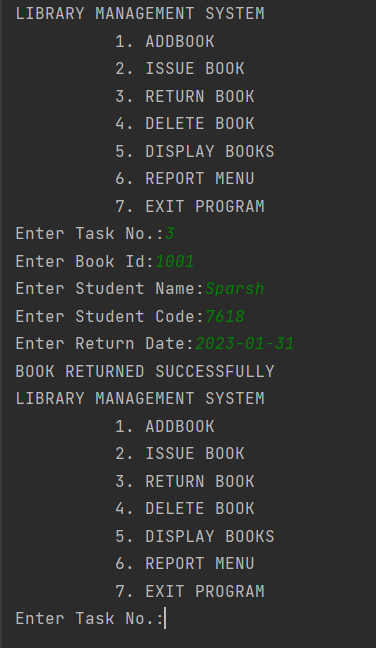 LIBRARY MANAGEMENT SYSTEM
1. ADDBOOK
2. ISSUE BOOK
3. RETURN BOOK
4. DELETE BOOK
5. DISPLAY BOOKS
6. REPORT MENU
7. EXIT PROGRAM
Enter Task No.:3
Enter Book Id:1001
Enter Student Name:Sparsh
Enter Student Code:7618
Enter Return Date:2023-01-31
BOOK RETURNED SUCCESSFULLY
LIBRARY MANAGEMENT SYSTEM
1. ADDBOOK
2. ISSUE BOOK
3. RETURN BOOK
4. DELETE BOOK
5. DISPLAY BOOKS
6. REPORT MENU
7. EXIT PROGRAM
Enter Task No.: